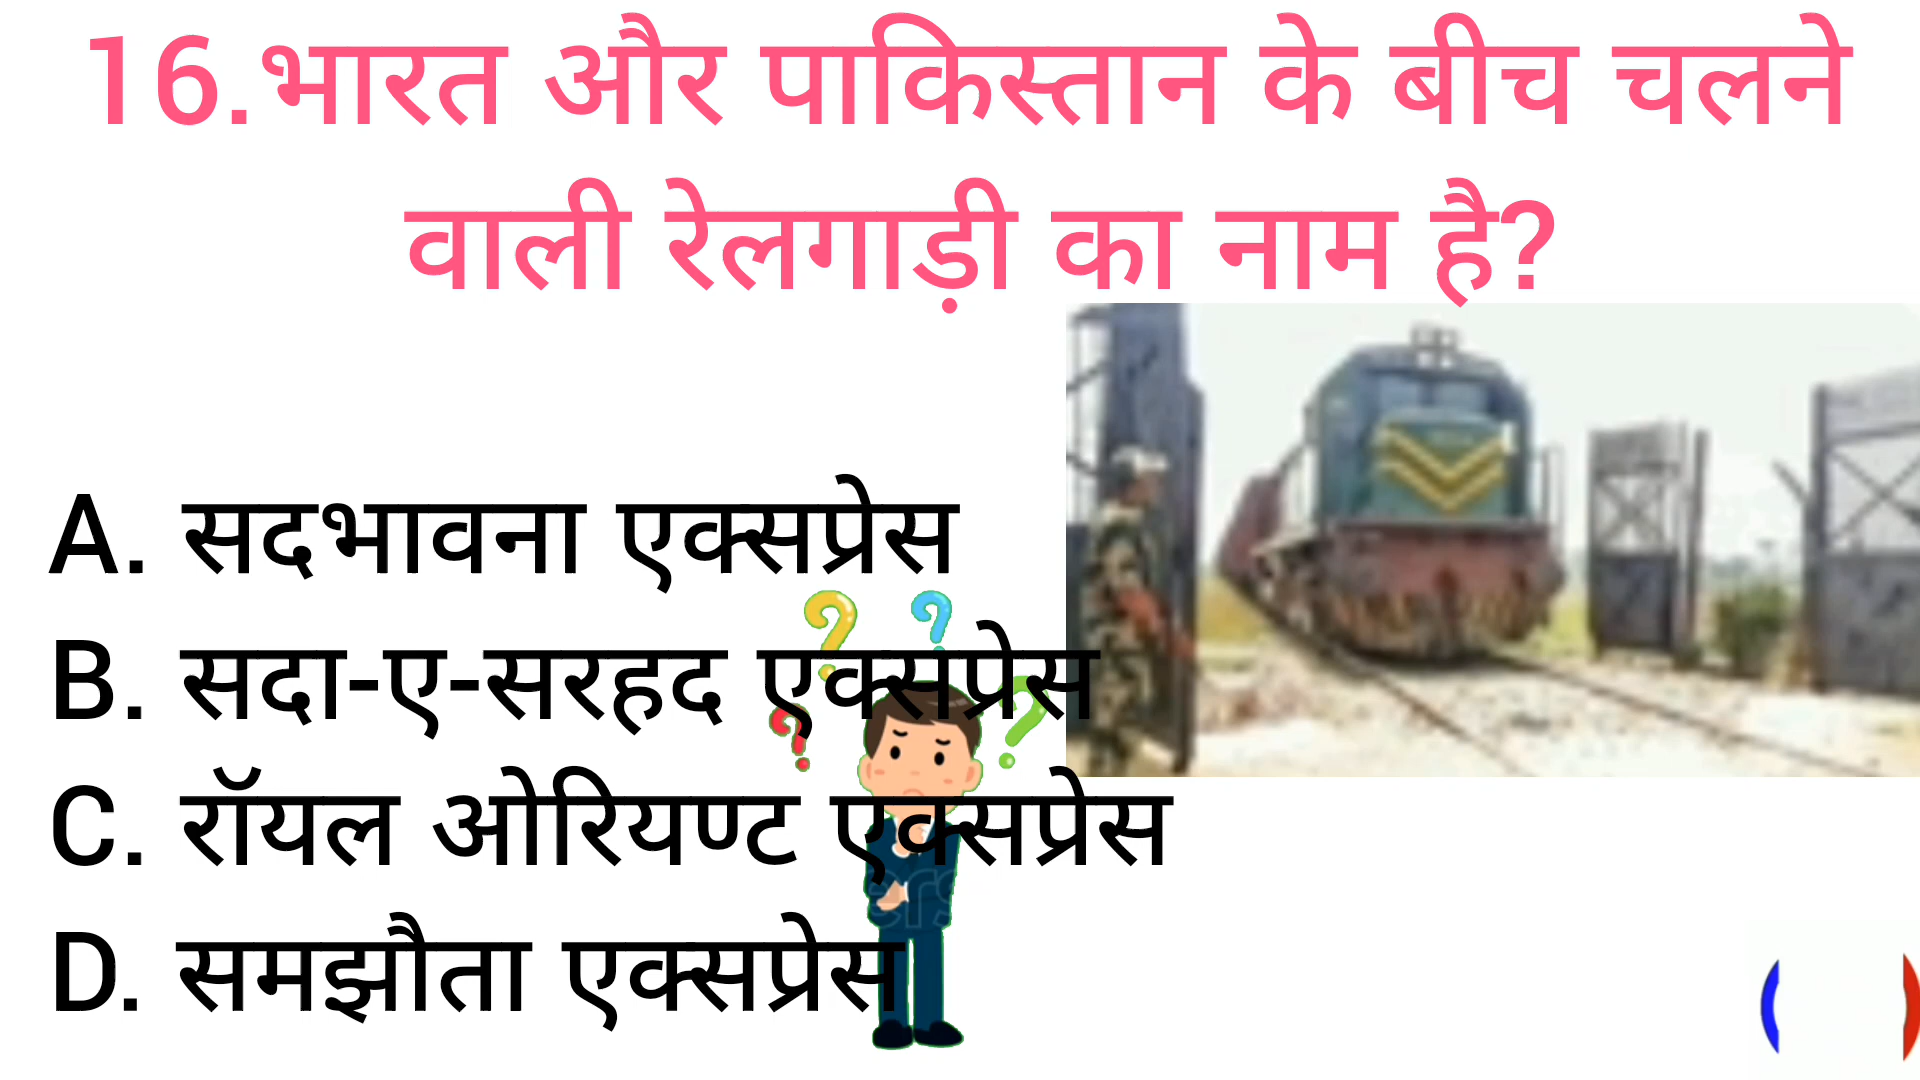 16.भारत और पाकिस्तान के बीच चलने
वाली रेलगाड़ी का नाम है?
A. सदभावना एक्सप्रेस
B. सदा-ए-सरहद एक्सप्रेस
C. रॉयल ओरियण्ट एक्सप्रेस
D. समझौता एक्सप्रेस